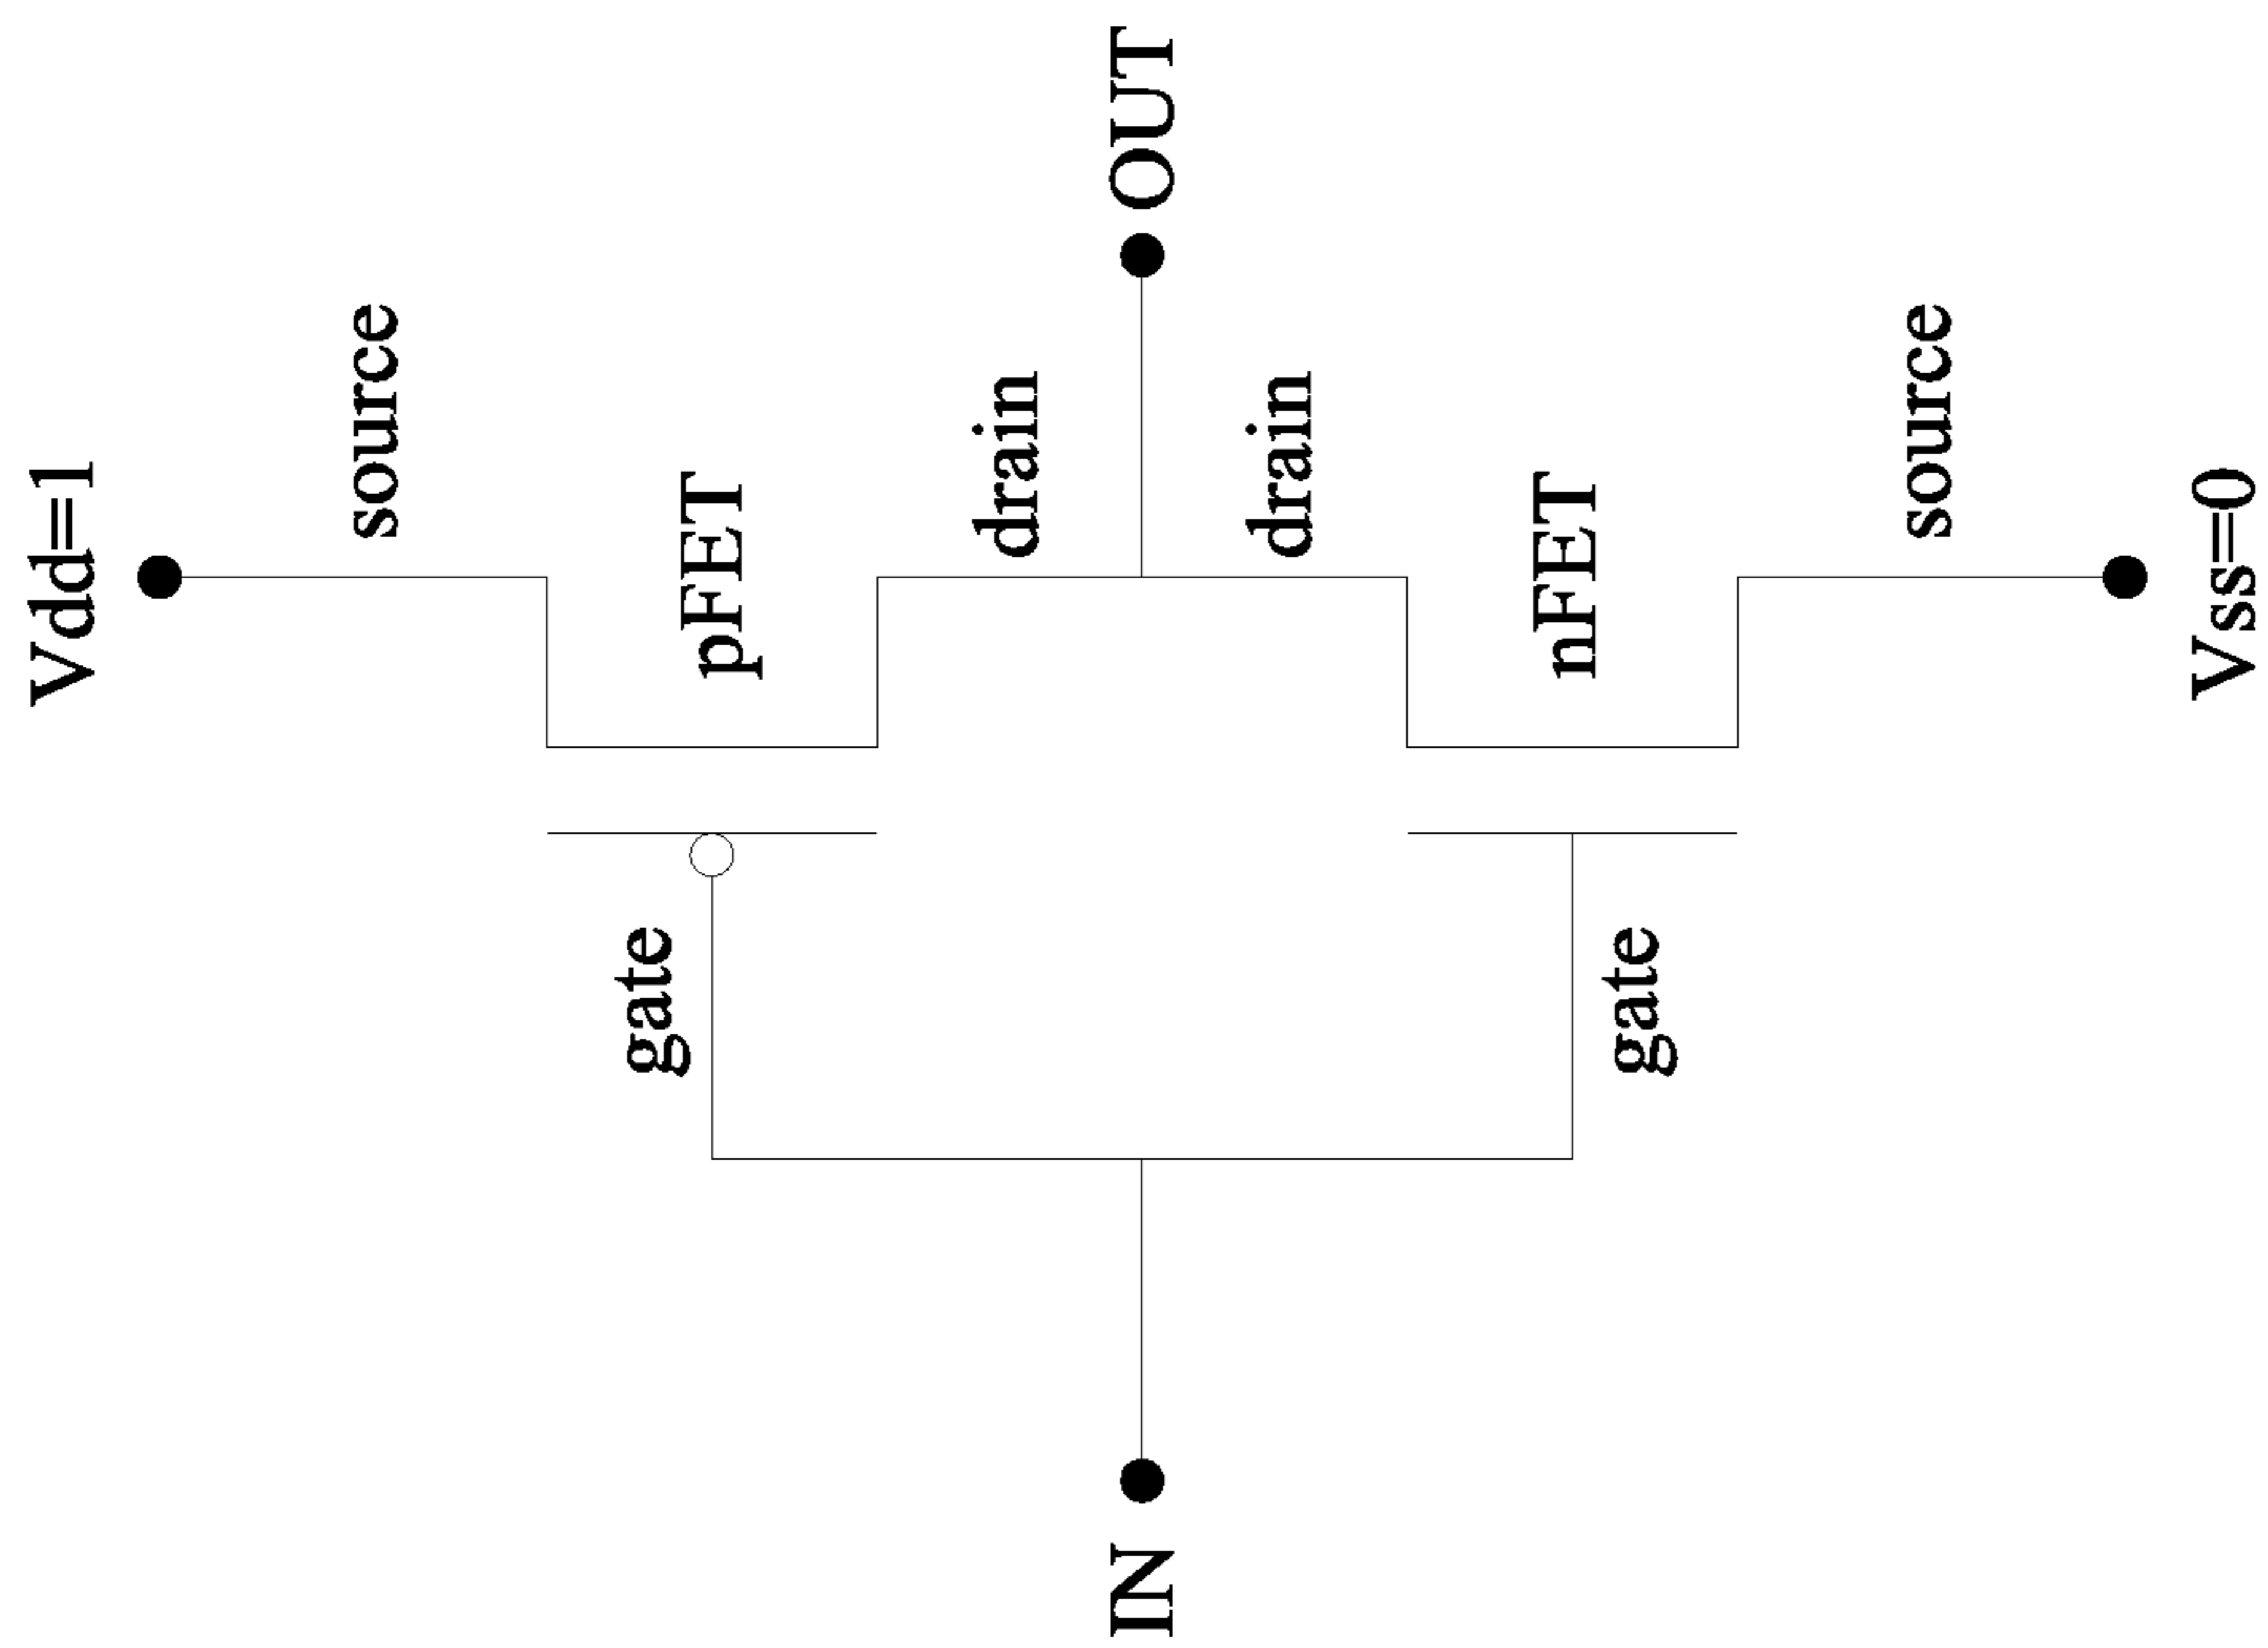 Vdd=1
source
pFET
gate
drain
IN
OUT
drain
nFET
gate
source
Vss=0